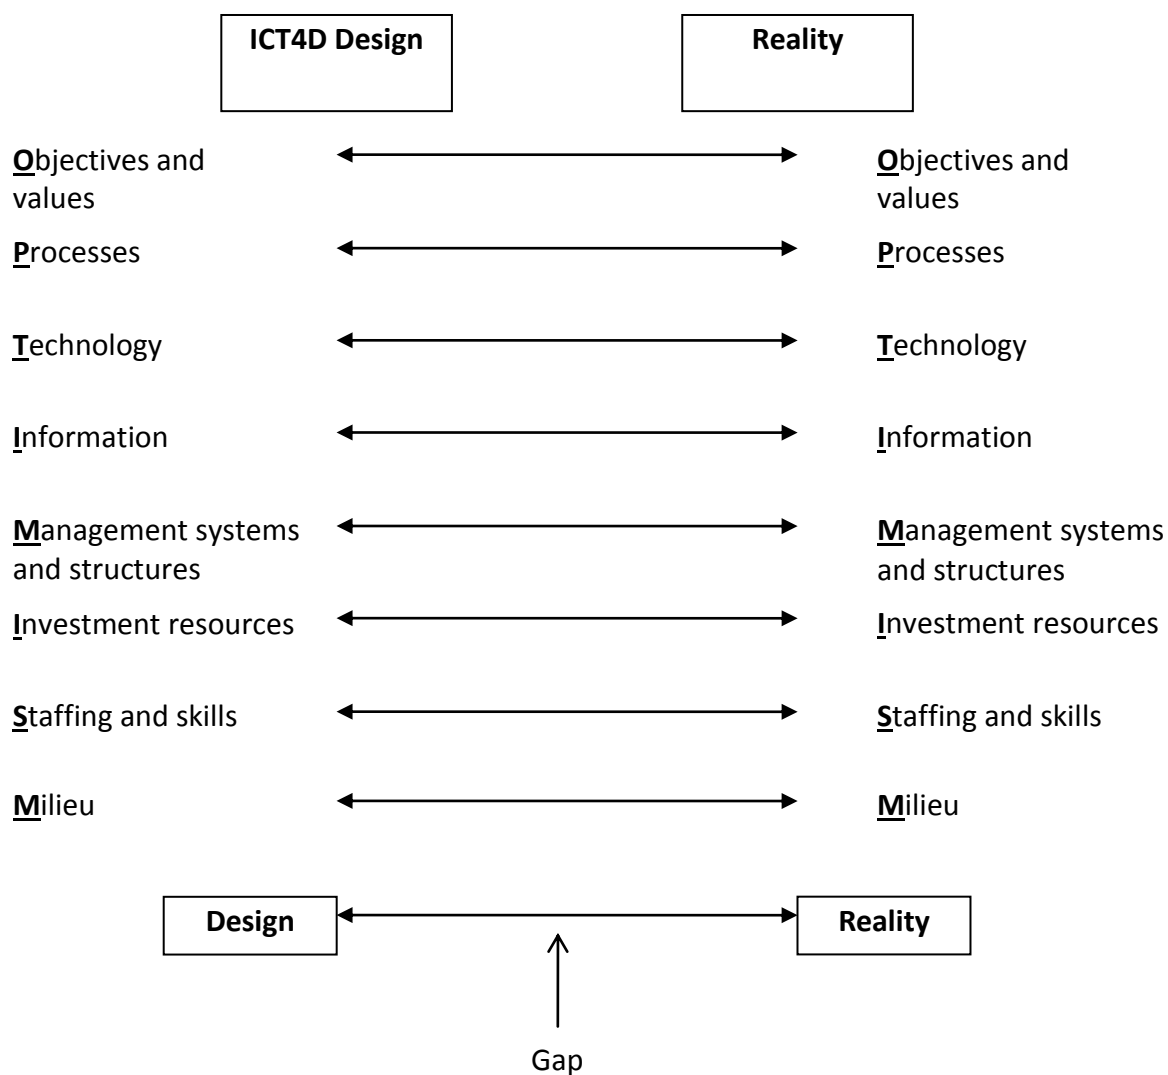 ICT4D Design Reality
Objectives and Objectives and
values values
Processes Processes
Technology Technology
Information Information
Management systems Management systems
and structures and structures
Investment resources Investment resources
Staffing and skills Staffing and skills
Milieu Milieu
Design Reality
Gap